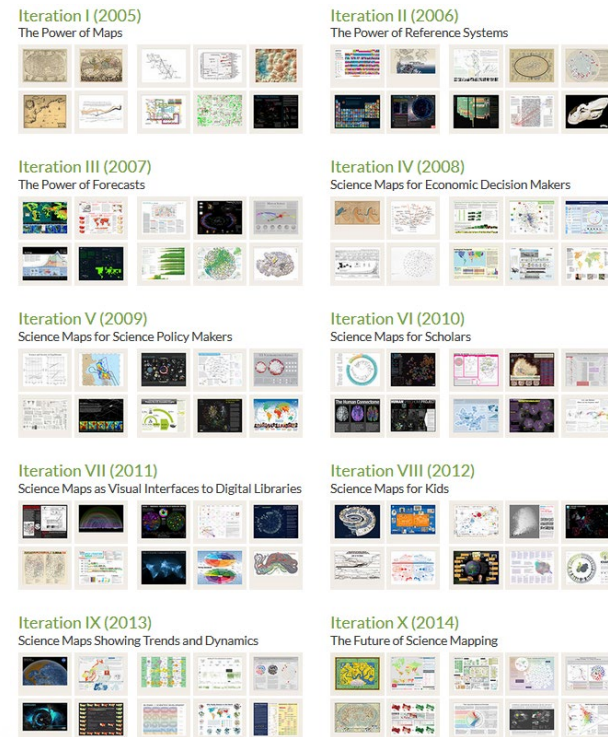 Iteration I (2005)
The Power of Maps
Iteration II (2006)
The Power of Reference Systems
Iteration III (2007)
The Power of Forecasts
Iteration IV (2008)
Science Maps for Economic Decision Makers
Iteration V (2009)
Science Maps for Science Policy Makers
Iteration VI (2010)
Science Maps for Scholars
The Human Connectome
Iteration VII (2011)
Science Maps as Visual Interfaces to Digital Libraries
Iteration VIII (2012)
Science Maps for Kids
Iteration IX (2013)
Science Maps Showing Trends and Dynamics
Iteration X (2014)
The Future of Science Mapping